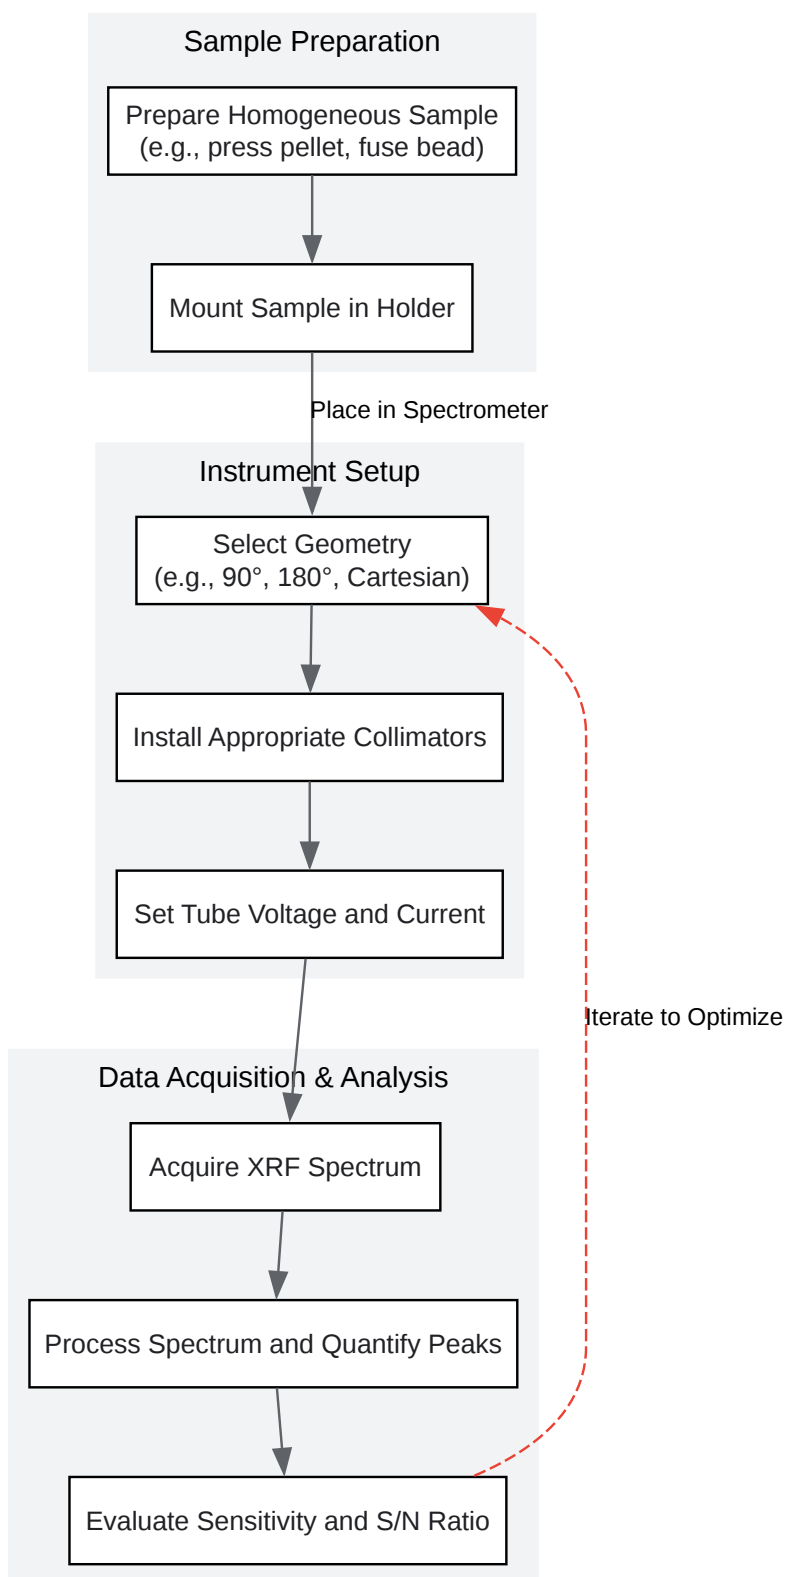 Sample Preparation
Prepare Homogeneous Sample
(e.g., press pellet, fuse bead)
Mount Sample in Holder
Place in Spectrometer
Instrument Setup
Select Geometry
(e.g., 90°, 180°, Cartesian)
Install Appropriate Collimators
Set Tube Voltage and Current
Iterate to Optimize
Data Acquisition & Analysis
Acquire XRF Spectrum
Process Spectrum and Quantify Peaks
Evaluate Sensitivity and S/N Ratio